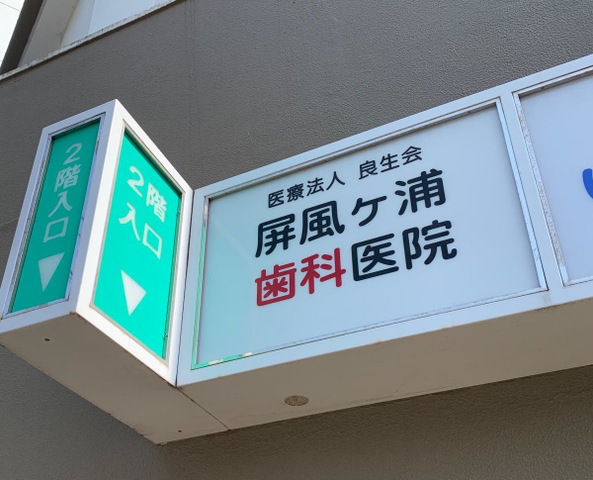 2階入口
2階
入口
医療法人 良生会
屏風ヶ浦
歯科医院